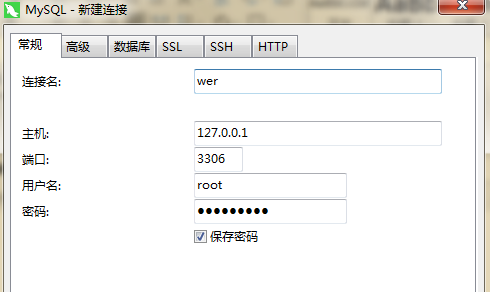 MySQL - 新建连接
常规 高级 数据库 SSL SSH HTTP
连接名: wer
主机: 127.0.0.1
端口: 3306
用户名: root
密码: ●●●●●●●●●
保存密码